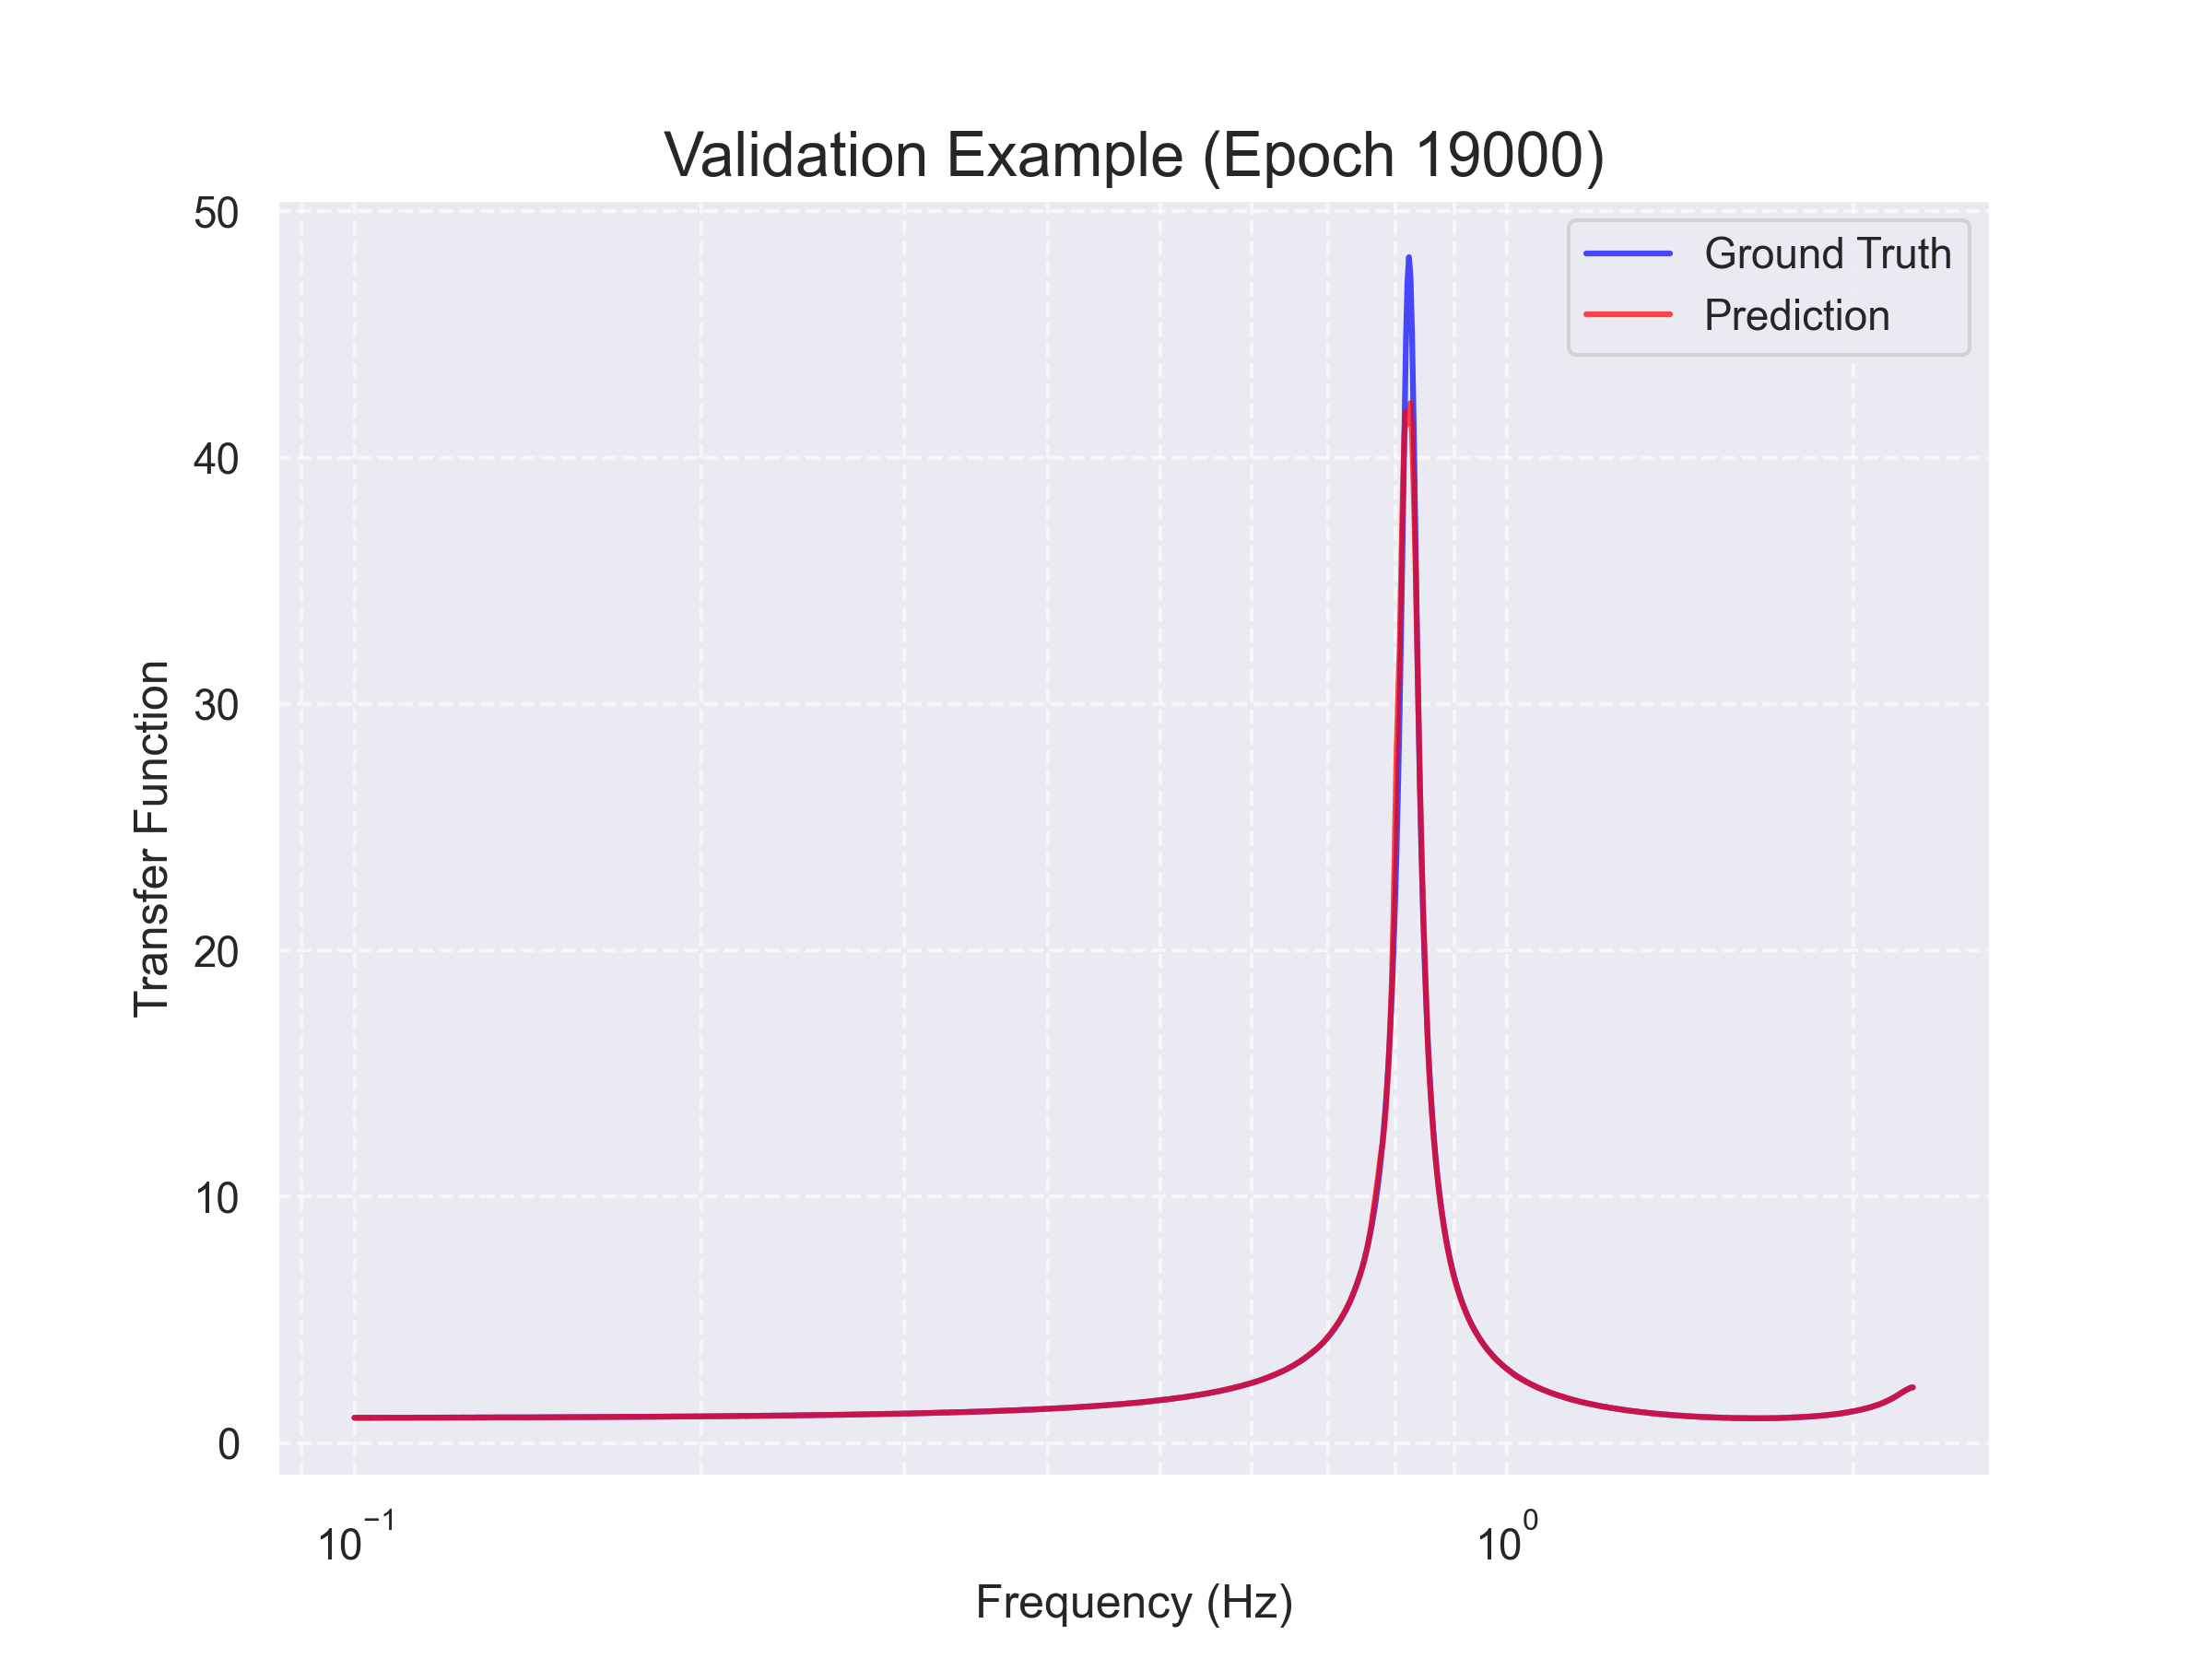 Validation Example (Epoch 19000)
Ground Truth
Prediction
50
40
30
20
10
0
Transfer Function
10⁻¹
10⁰
Frequency (Hz)